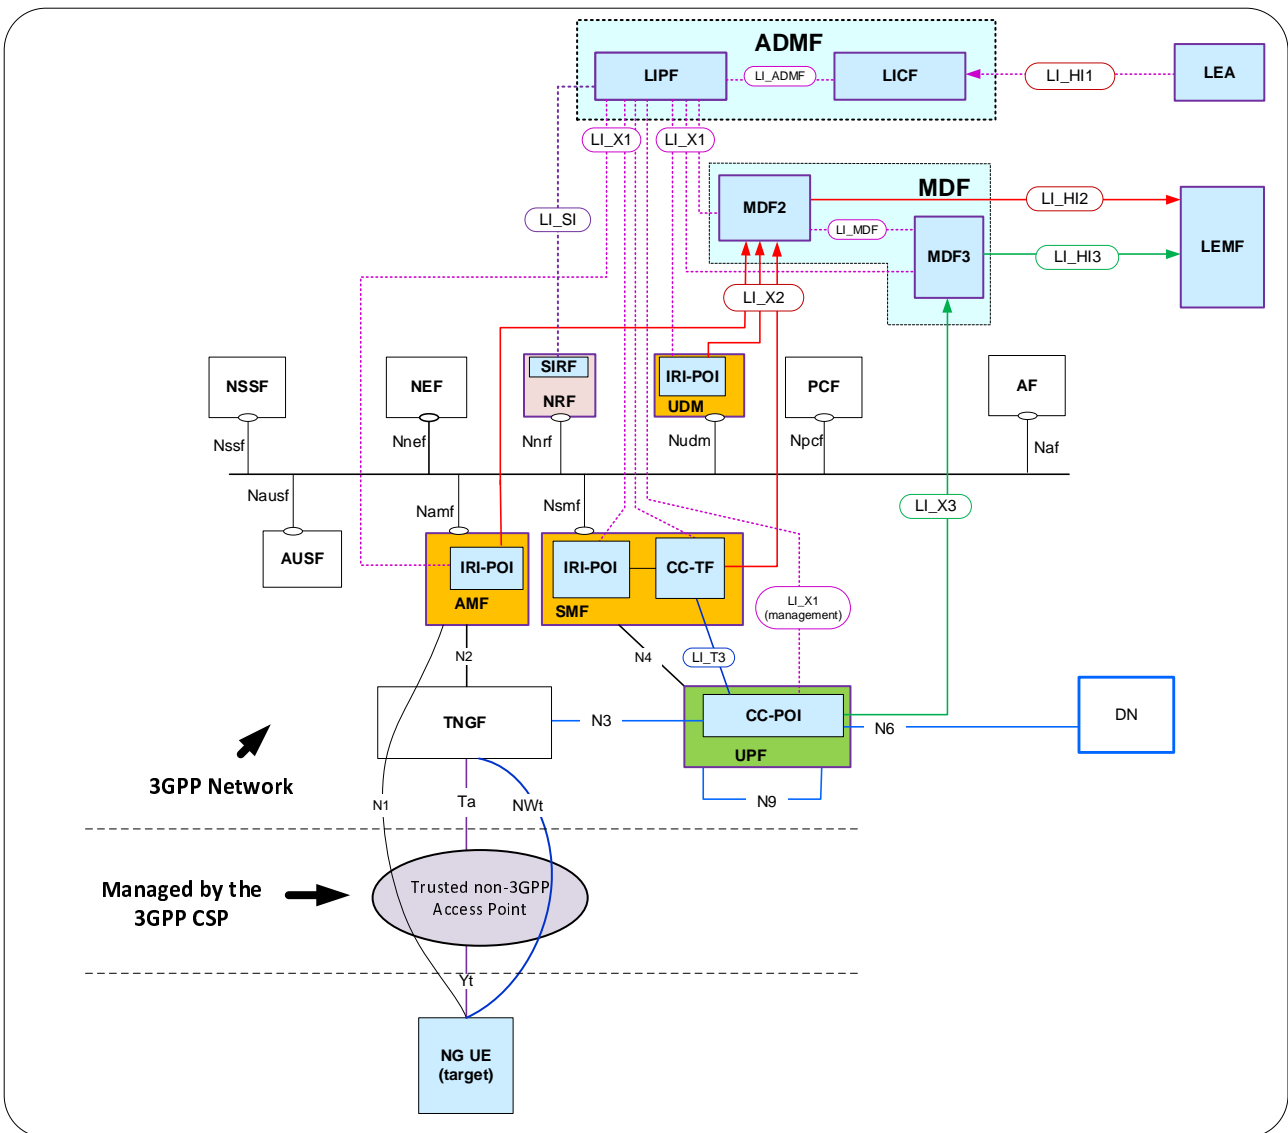 ADMF
LIPF
LI_ADMF
LICF
LI_HI1
LEA
LI_X1
LI_X1
MDF
MDF2
LI_HI2
LI_SI
LI_MDF
MDF3
LI_HI3
LEMF
LI_X2
SIRF
NRF
IRI-POI
UDM
NSSF
NEF
PCF
AF
Nssf
Nnef
Nnrf
Nudm
Npcf
Naf
Nausf
Namf
Nsmf
LI_X3
AUSF
IRI-POI
AMF
IRI-POI
CC-TF
SMF
LI_X1
(management)
N2
N4
LI_T3
TNGF
N3
CC-POI
UPF
N6
DN
3GPP Network
N1
Ta
NWt
N9
Managed by the
3GPP CSP
Trusted non-3GPP
Access Point
Yt
NG UE
(target)